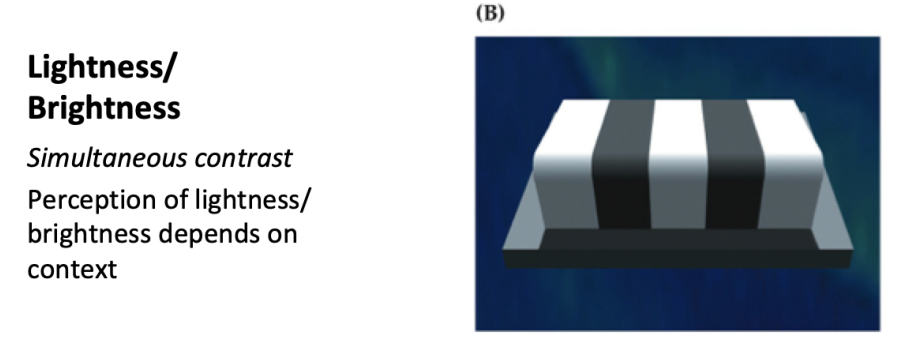 (B)
Lightness/
Brightness
Simultaneous contrast
Perception of lightness/
brightness depends on
context